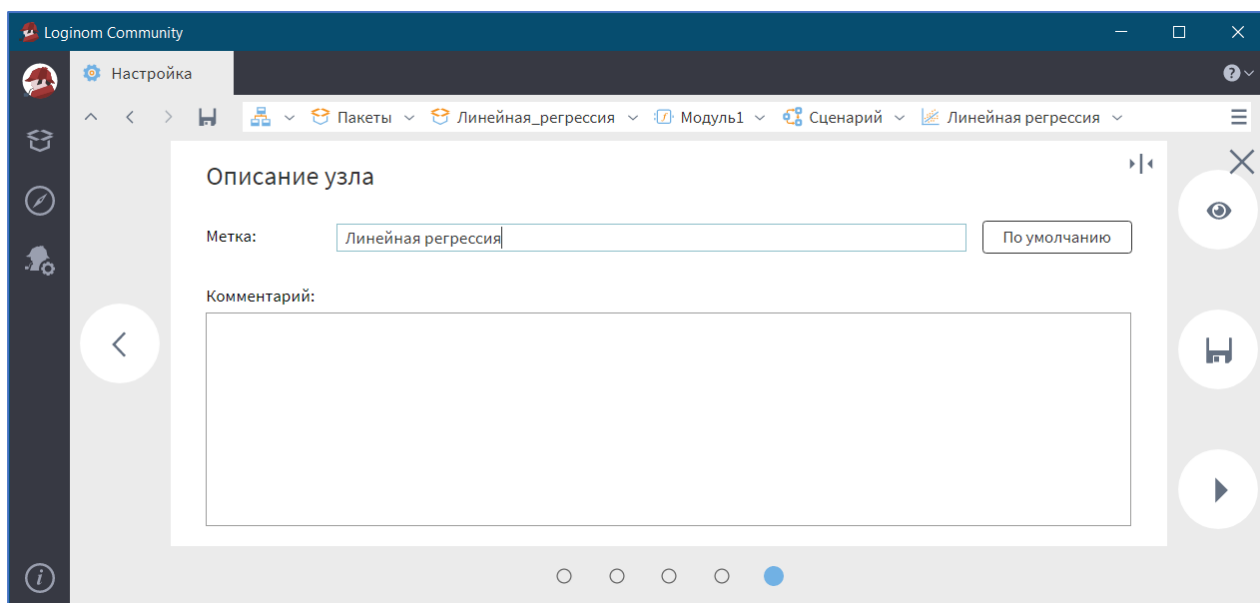 Loginom Community
Настройка
Пакеты Линейная_регрессия Модуль1 Сценарий Линейная регрессия
Описание узла
Метка: Линейная регрессия По умолчанию
Комментарий: